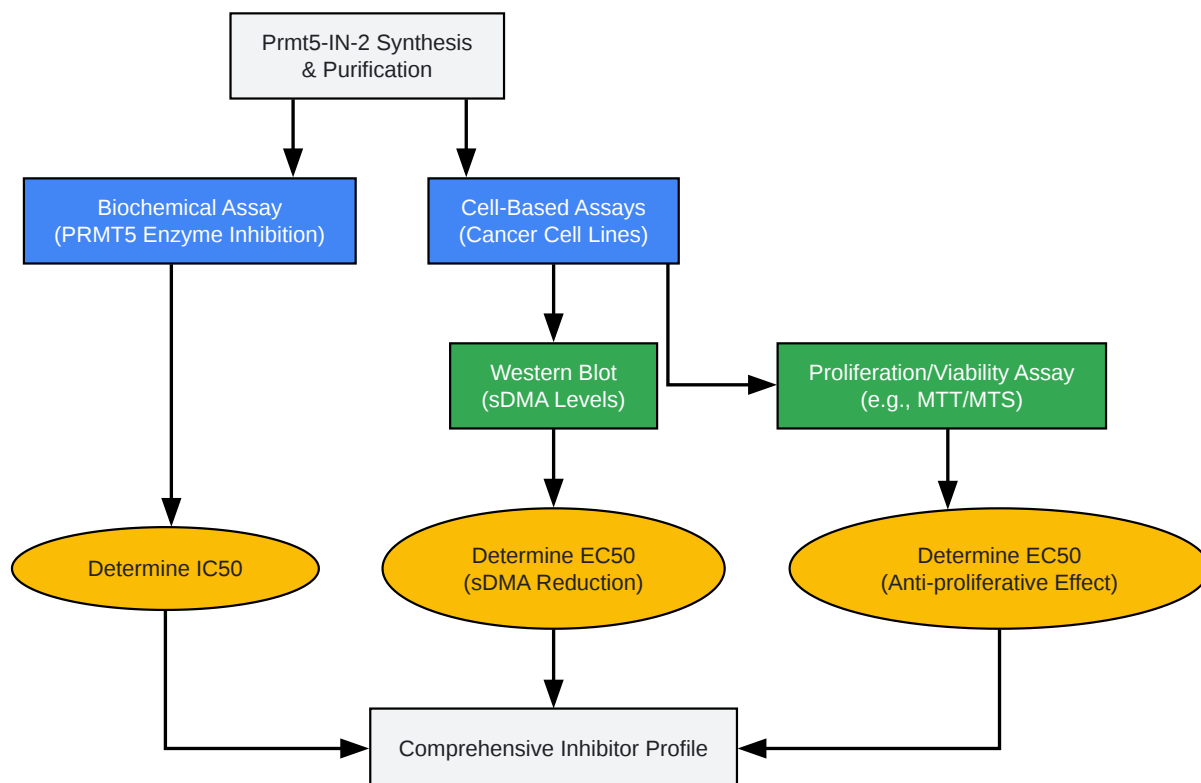 Prmt5-IN-2 Synthesis
& Purification
Biochemical Assay
(PRMT5 Enzyme Inhibition)
Cell-Based Assays
(Cancer Cell Lines)
Western Blot
(sDMA Levels)
Proliferation/Viability Assay
(e.g., MTT/MTS)
Determine IC50
Determine EC50
(sDMA Reduction)
Determine EC50
(Anti-proliferative Effect)
Comprehensive Inhibitor Profile